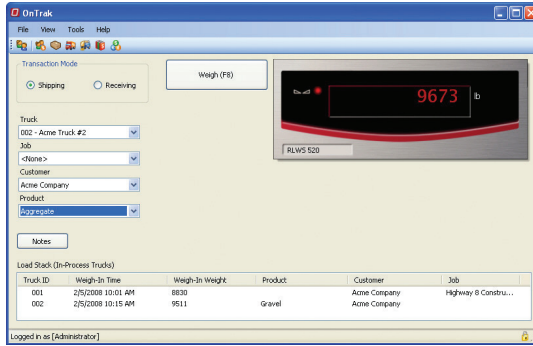 OnTrak
File View Tools Help
Transaction Mode
Shipping Receiving
Weigh (F8)
9673 lb
RLWS 520
Truck
002 - Acme Truck #2
Job
<None>
Customer
Acme Company
Product
Aggregate
Notes
Load Stack (In-Process Trucks)
Truck ID Weigh-In Time Weigh-In Weight Product Customer Job
001 2/5/2008 10:01 AM 8830 Acme Company Highway 8 Constru...
002 2/5/2008 10:15 AM 9511 Gravel Acme Company
Logged in as [Administrator]